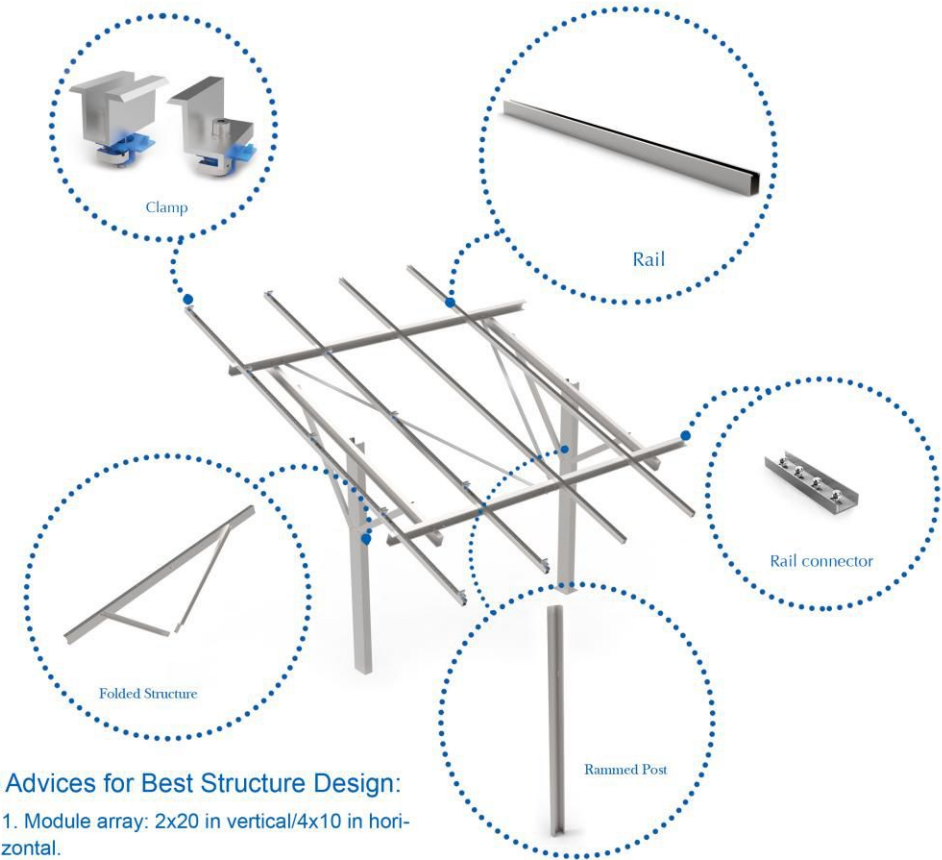 Clamp
Rail
Rail connector
Folded Structure
Rammed Post
Advices for Best Structure Design:
1. Module array: 2x20 in vertical/4x10 in hori-
zontal.